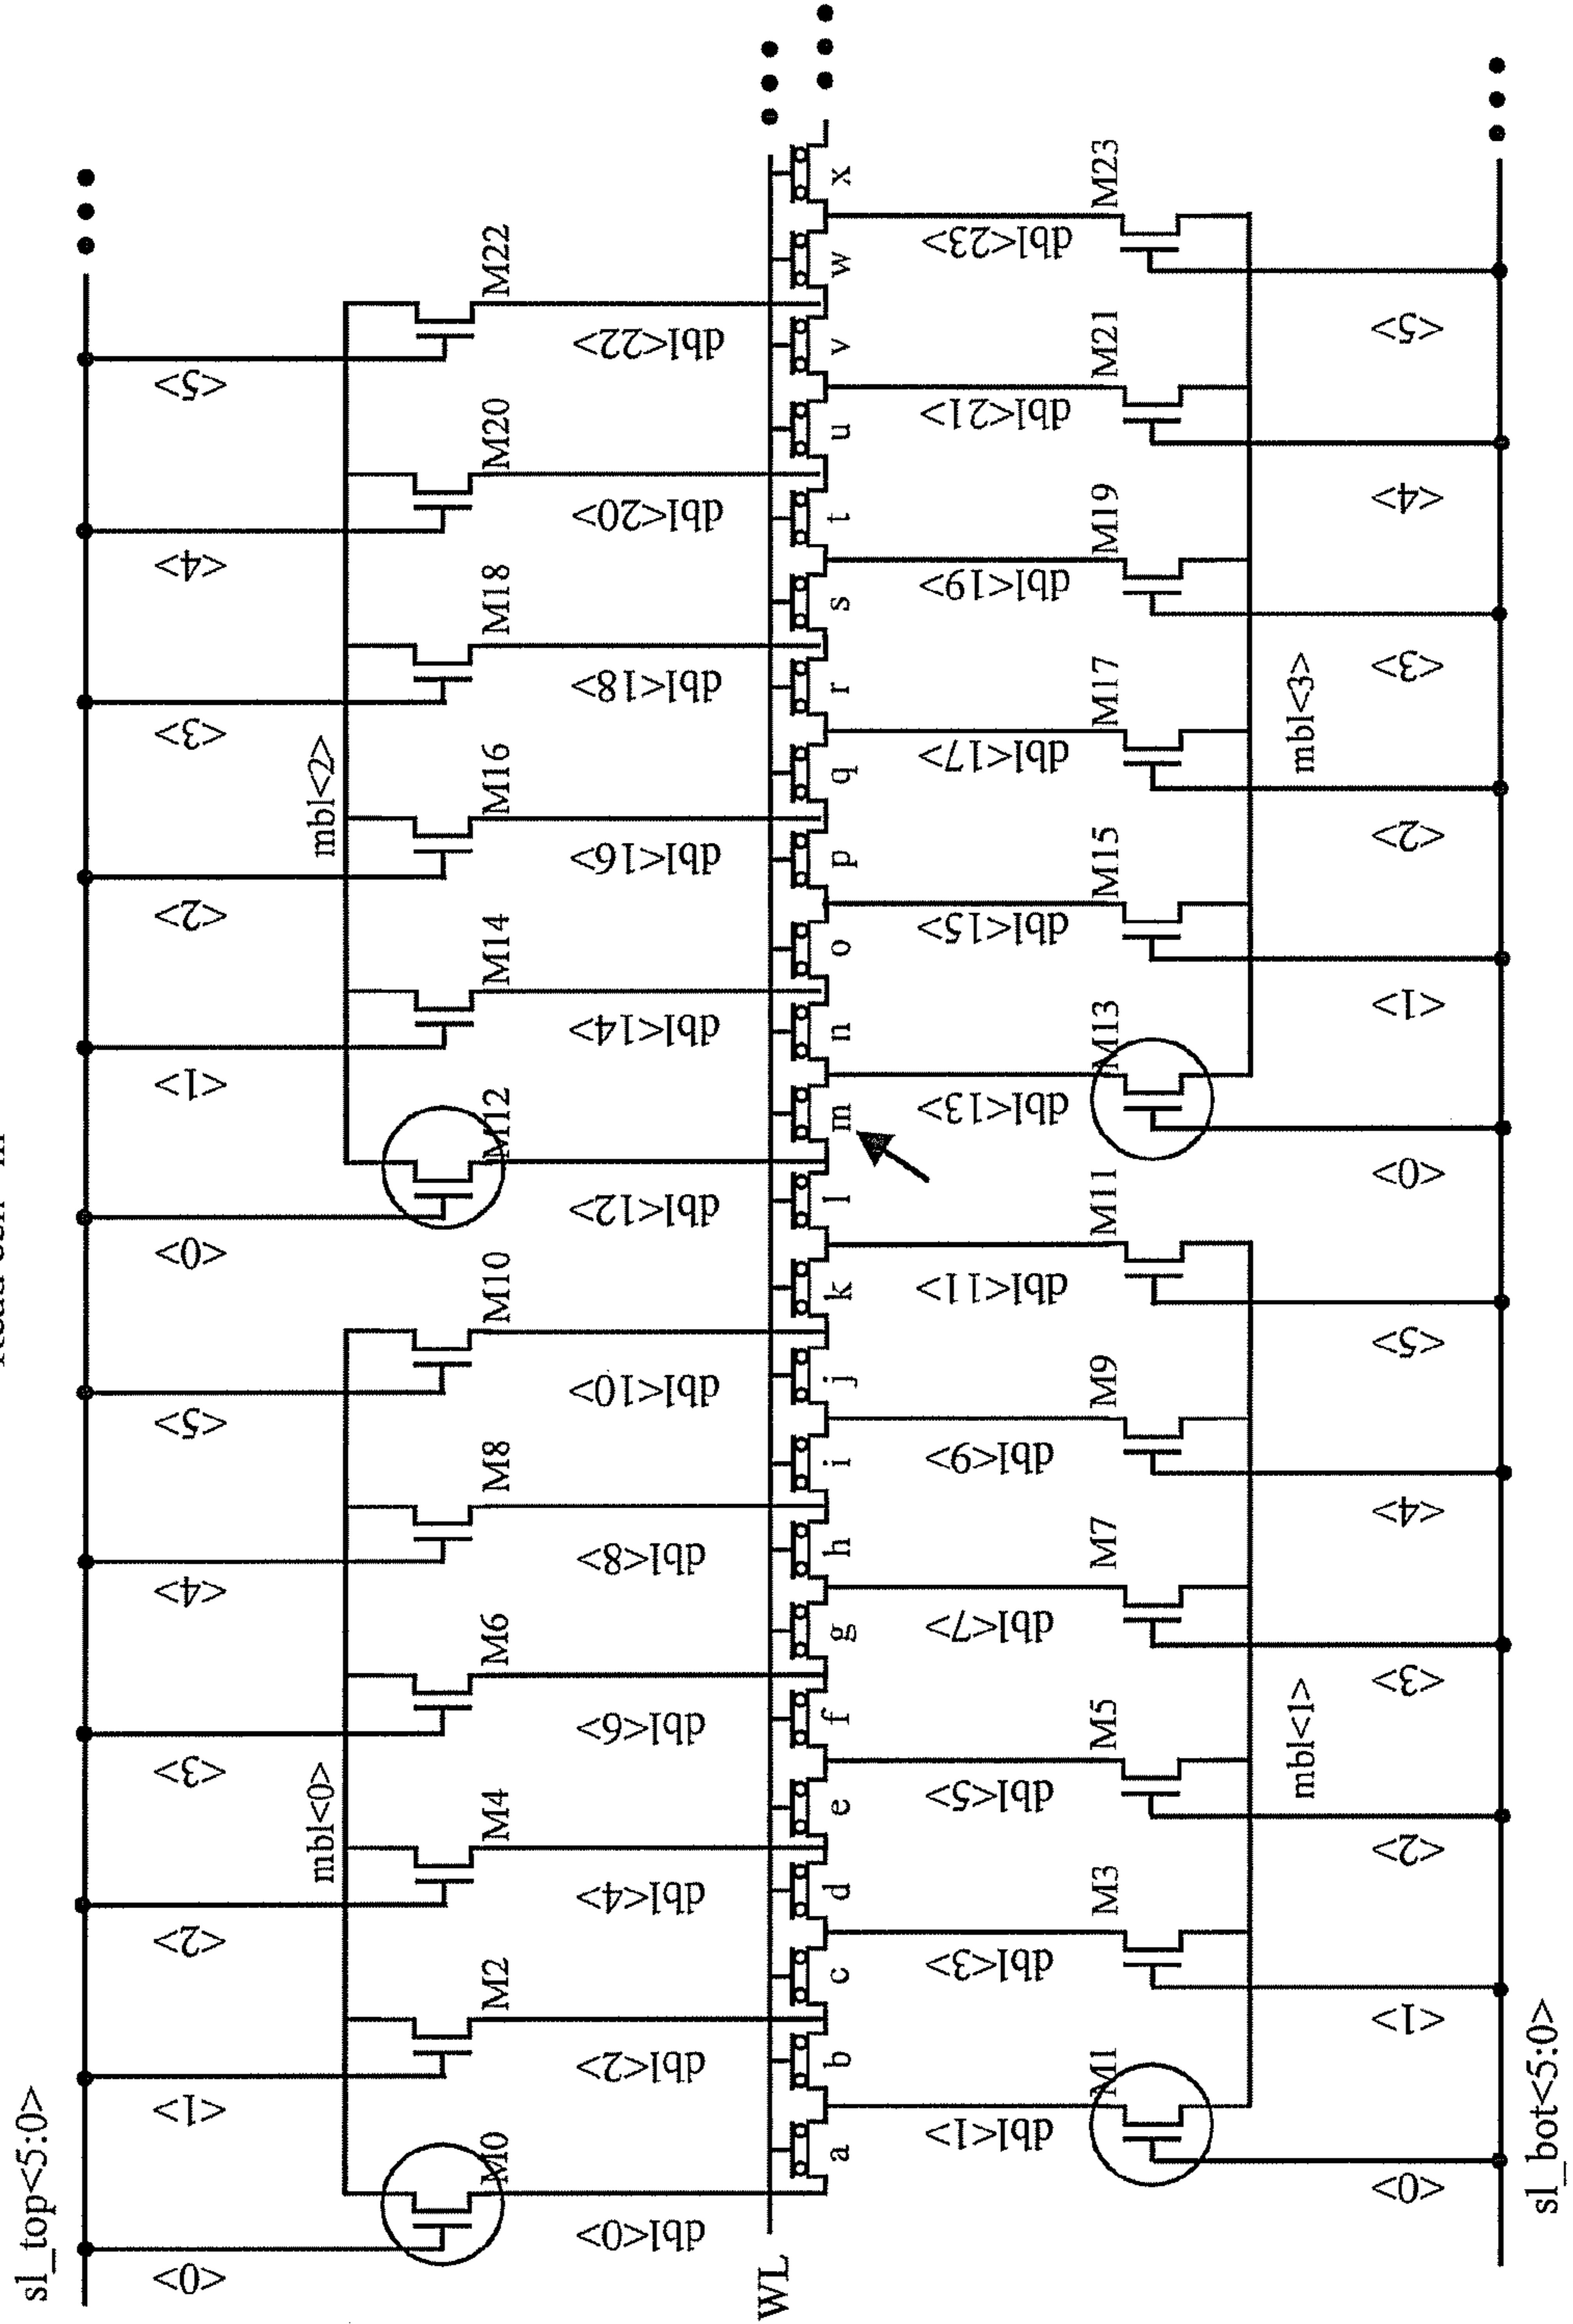 sl_top<5:0>
<0>
<1>
<2>
<3>
<4>
<5>
<0>
<1>
<2>
<3>
<4>
<5>
mbl<0>
mbl<2>
M0
M2
M4
M6
M8
M10
M12
M14
M16
M18
M20
M22
dbl<0>
dbl<2>
dbl<4>
dbl<6>
dbl<8>
dbl<10>
dbl<12>
dbl<14>
dbl<16>
dbl<18>
dbl<20>
dbl<22>
WL
a b c d e f g h i j k l m n o p q r s t u v w x
dbl<1>
dbl<3>
dbl<5>
dbl<7>
dbl<9>
dbl<11>
dbl<13>
dbl<15>
dbl<17>
dbl<19>
dbl<21>
dbl<23>
M1
M3
M5
M7
M9
M11
M13
M15
M17
M19
M21
M23
mbl<1>
mbl<3>
<0>
<1>
<2>
<3>
<4>
<5>
<0>
<1>
<2>
<3>
<4>
<5>
sl_bot<5:0>